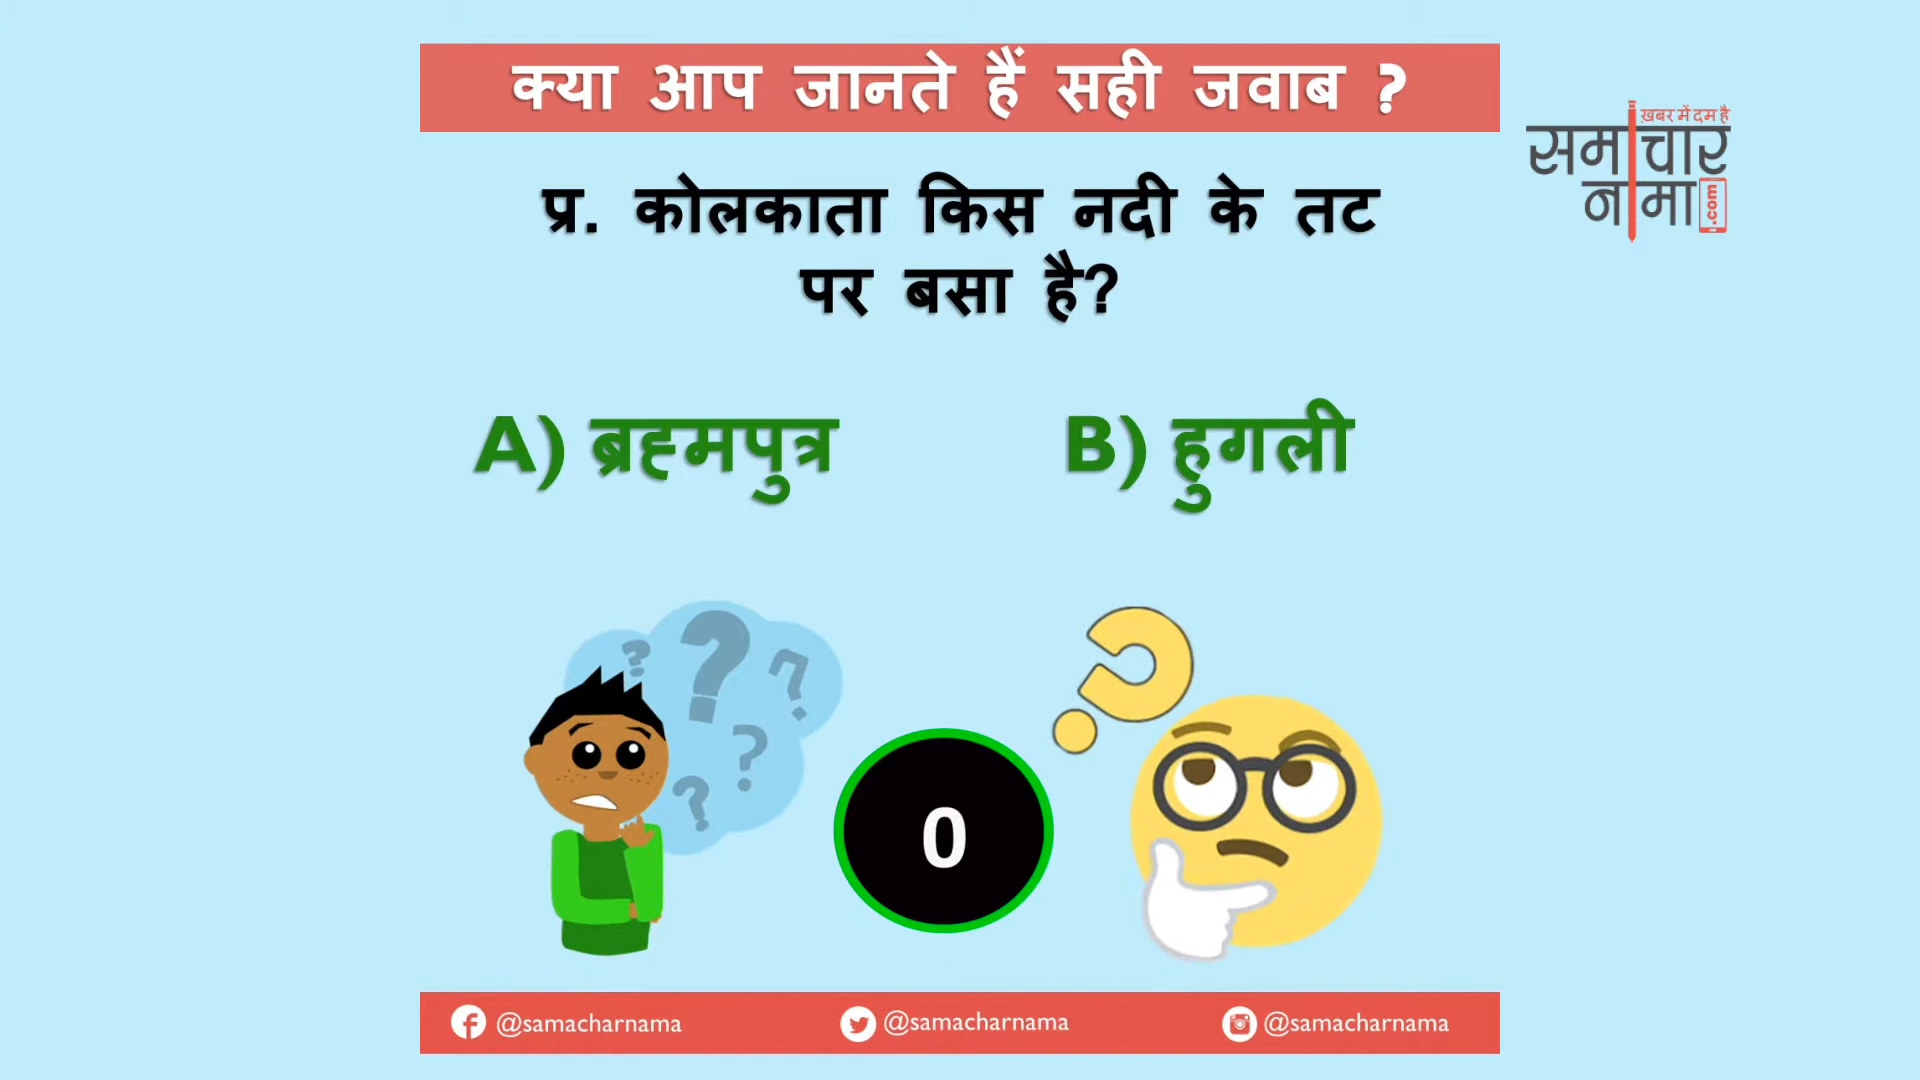 क्या आप जानते हैं सही जवाब ?
ख़बर में दम है
समाचार
नामा
.com
प्र. कोलकाता किस नदी के तट
पर बसा है?
A) ब्रह्मपुत्र
B) हुगली
0
@samacharnama
@samacharnama
@samacharnama